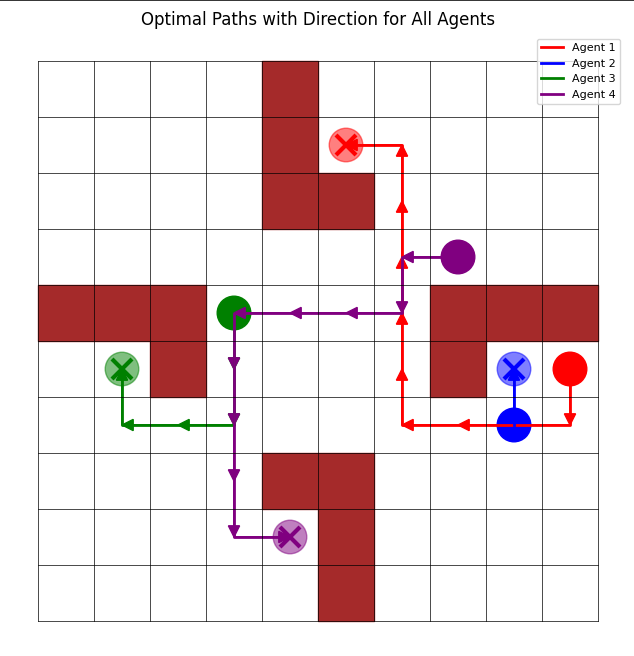 Optimal Paths with Direction for All Agents
Agent 1
Agent 2
Agent 3
Agent 4